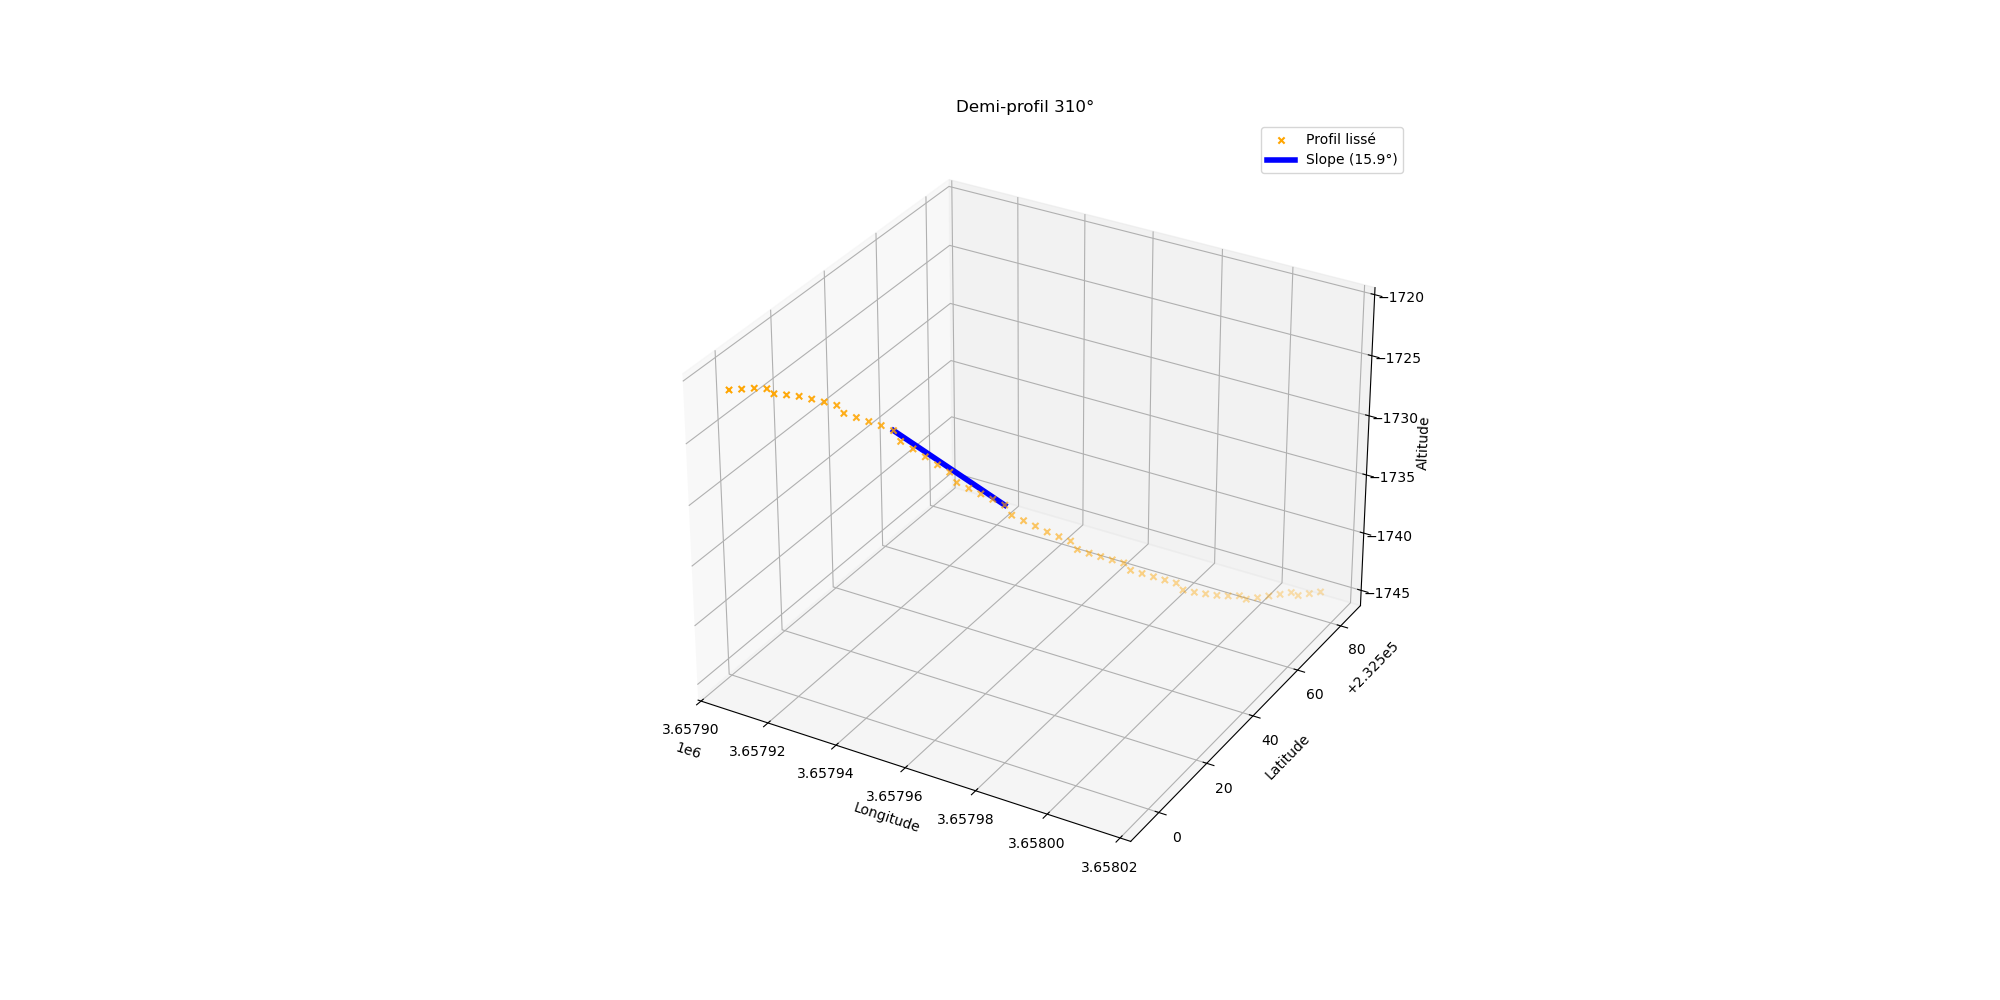 Demi-profil 310°
Profil lissé
Slope (15.9°)
−1720
−1725
−1730
−1735
−1740
−1745
Altitude
80
60
40
20
0
+2.325e5
Latitude
3.65790
3.65792
3.65794
3.65796
3.65798
3.65800
3.65802
1e6
Longitude